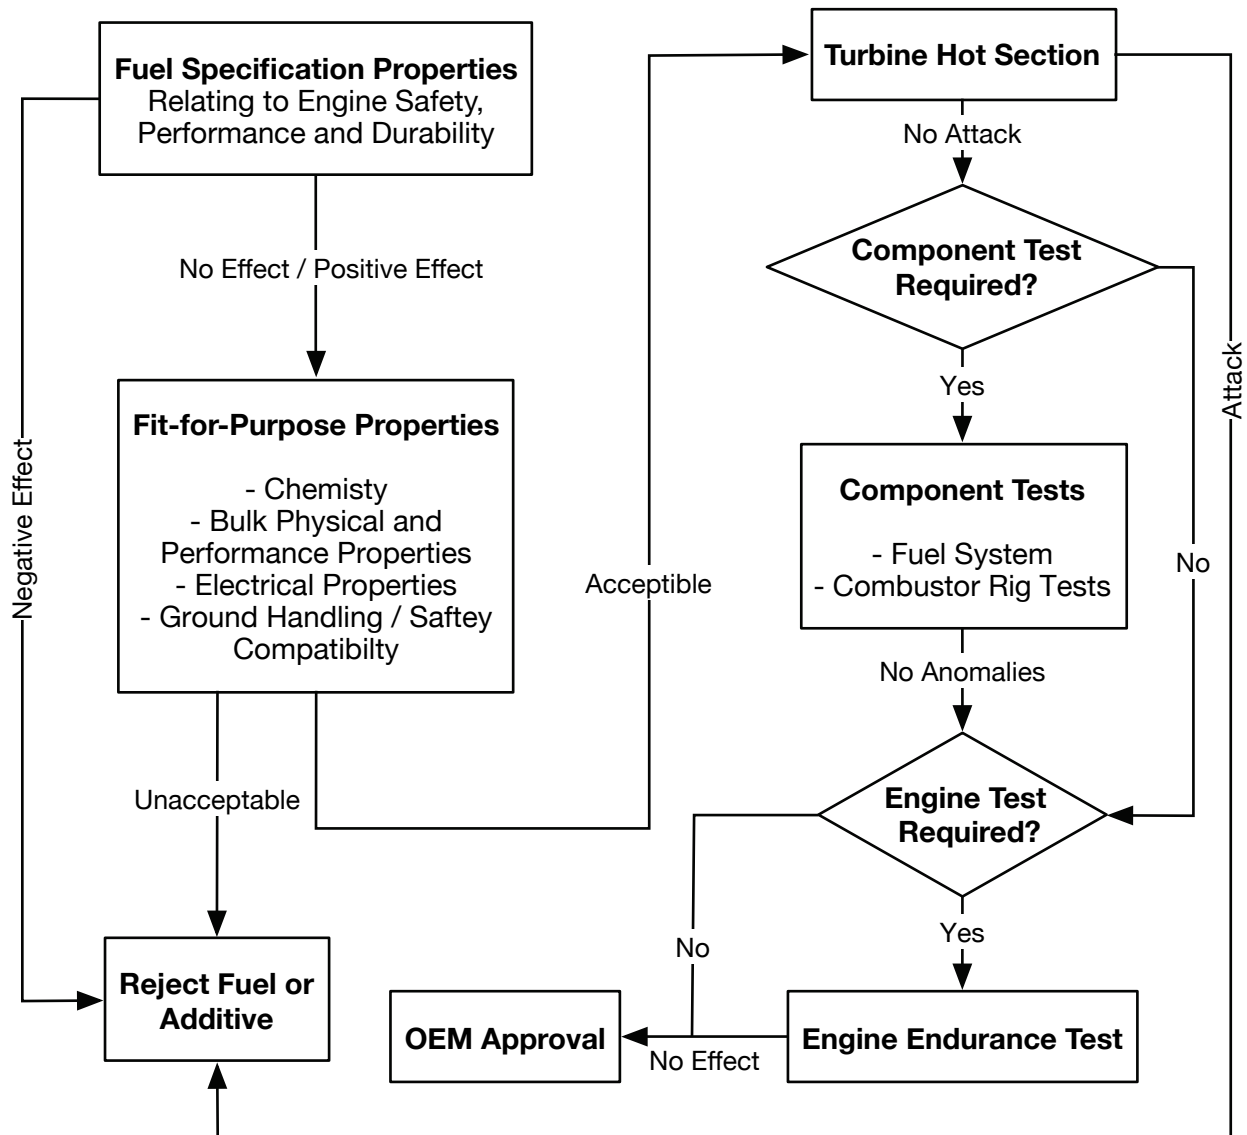 Fuel Specification Properties
Relating to Engine Safety,
Performance and Durability
No Effect / Positive Effect
Negative Effect
Fit-for-Purpose Properties
- Chemisty
- Bulk Physical and
Performance Properties
- Electrical Properties
- Ground Handling / Saftey
Compatibilty
Unacceptable
Acceptible
Reject Fuel or
Additive
Turbine Hot Section
No Attack
Attack
Component Test
Required?
Yes
No
Component Tests
- Fuel System
- Combustor Rig Tests
No Anomalies
Engine Test
Required?
Yes
No
Engine Endurance Test
No Effect
OEM Approval